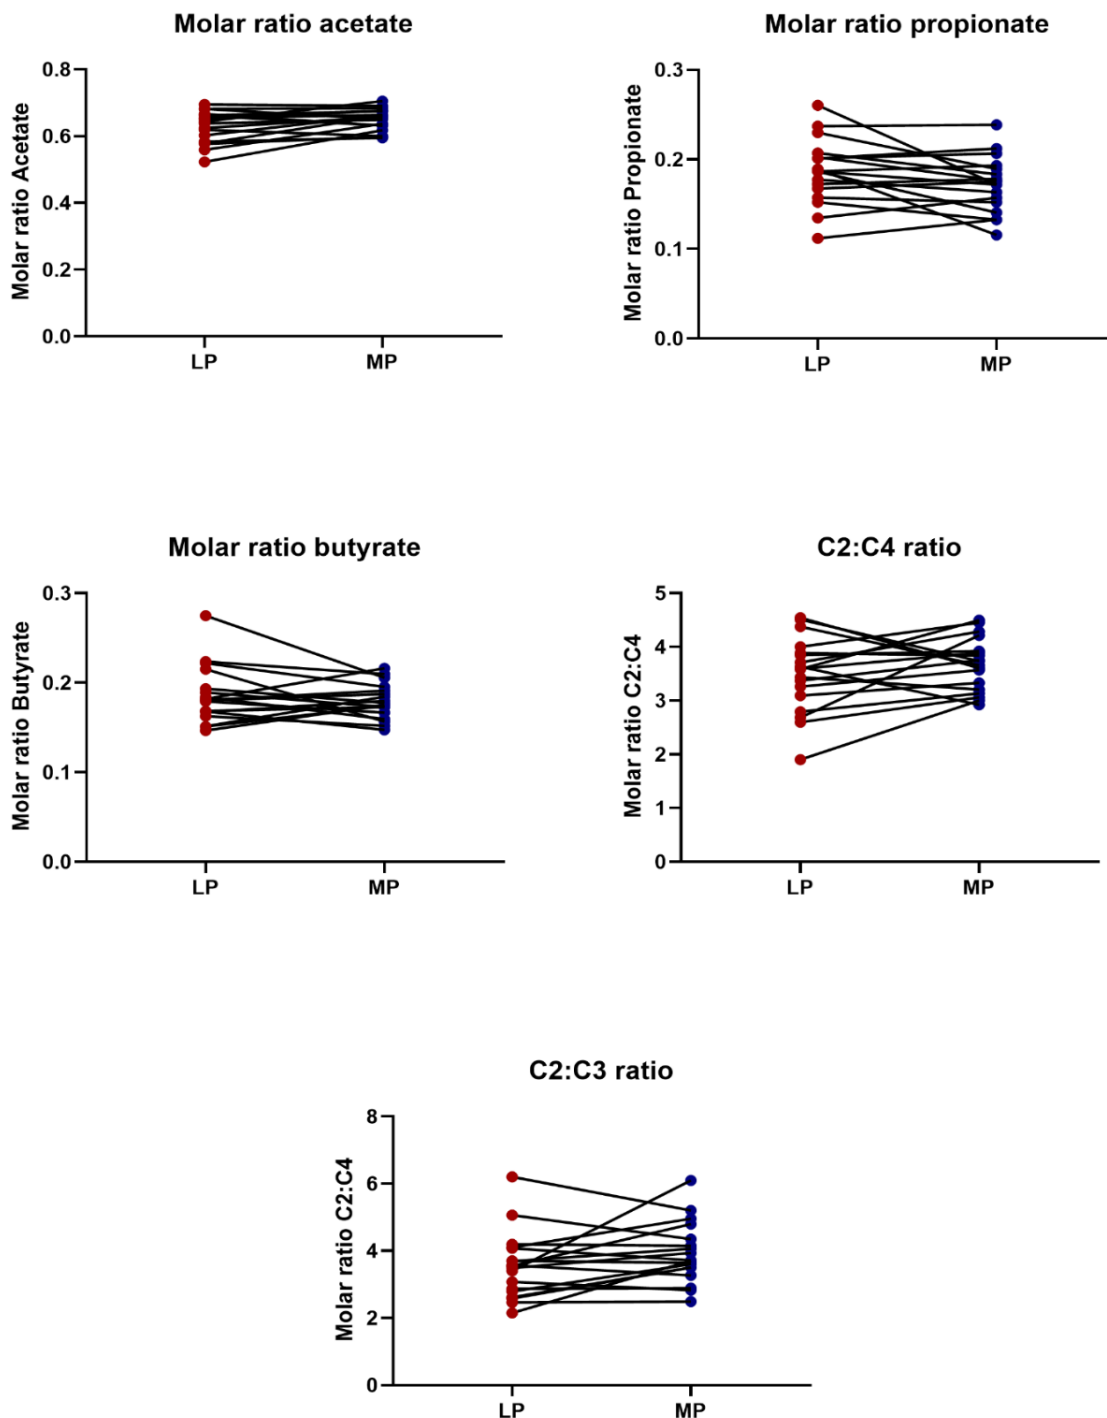 Molar ratio acetate
Molar ratio Acetate
0.8
0.6
0.4
0.2
0.0
LP
MP
Molar ratio propionate
Molar ratio Propionate
0.3
0.2
0.1
0.0
LP
MP
Molar ratio butyrate
Molar ratio Butyrate
0.3
0.2
0.1
0.0
LP
MP
C2:C4 ratio
Molar ratio C2:C4
5
4
3
2
1
0
LP
MP
C2:C3 ratio
Molar ratio C2:C4
8
6
4
2
0
LP
MP